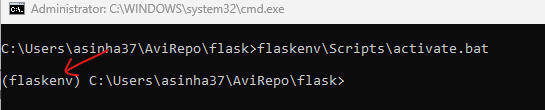 Administrator: C:\WINDOWS\system32\cmd.exe
C:\Users\asinha37\AviRepo\flask>flaskenv\Scripts\activate.bat
(flaskenv) C:\Users\asinha37\AviRepo\flask>